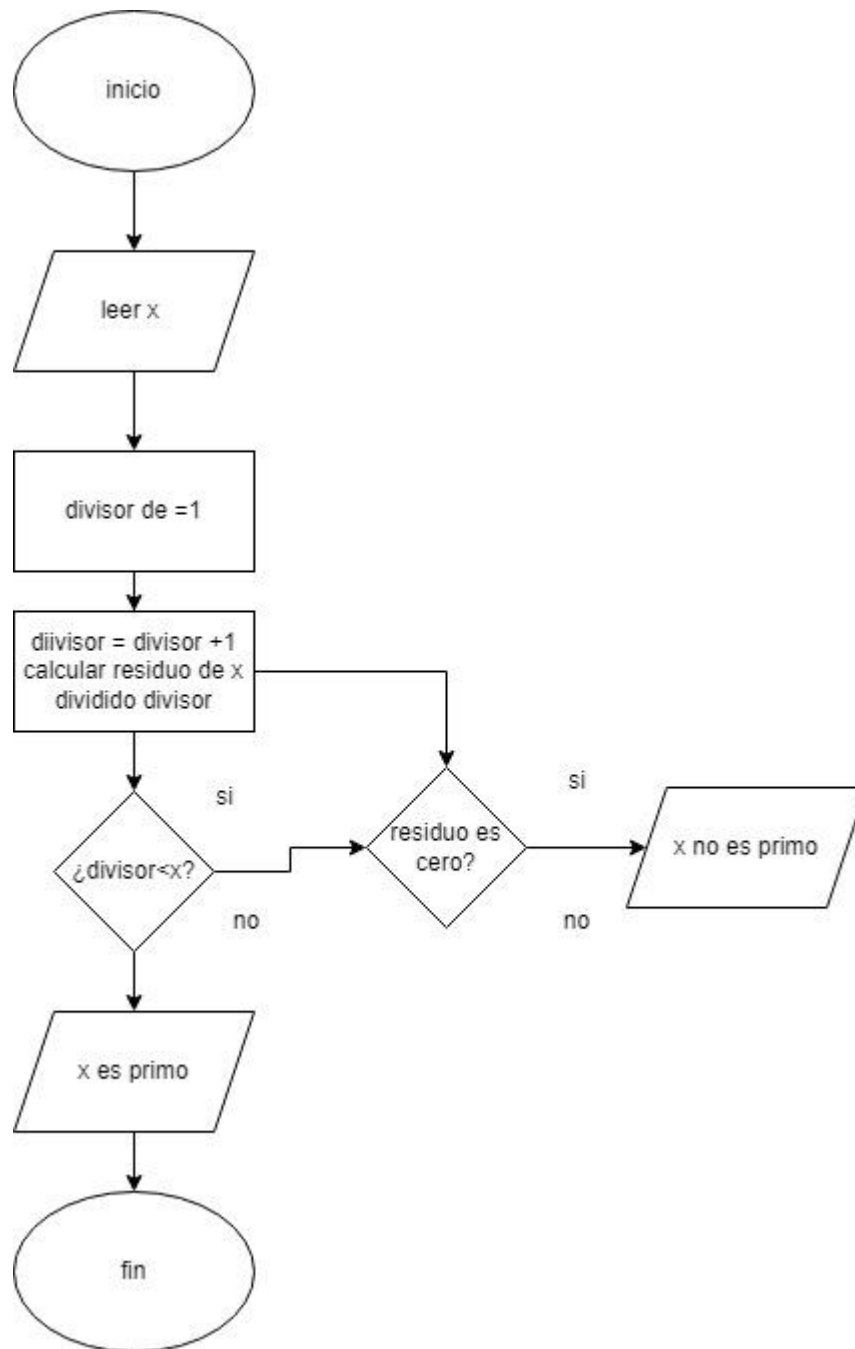 inicio
leer x
divisor de =1
diivisor = divisor +1
calcular residuo de x
dividido divisor
si
¿divisor<x?
no
residuo es
cero?
si
no
x no es primo
x es primo
fin